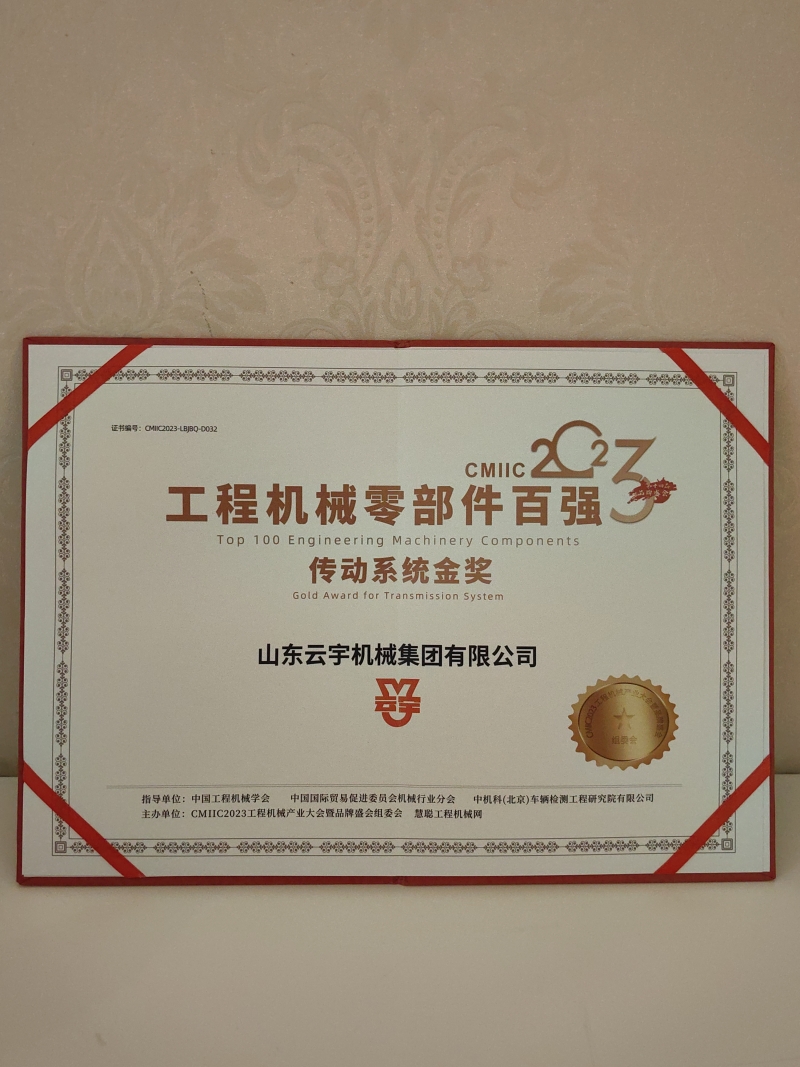 证书编号：CMIIC2023-LBJBQ-D032
CMIIC 2023
工程机械零部件百强
Top 100 Engineering Machinery Components
传动系统金奖
Gold Award for Transmission System
山东云宇机械集团有限公司
云宇
组委会
指导单位：中国工程机械学会 中国国际贸易促进委员会机械行业分会 中机科(北京)车辆检测工程研究院有限公司
主办单位：CMIIC2023工程机械产业大会暨品牌盛会组委会 慧聪工程机械网